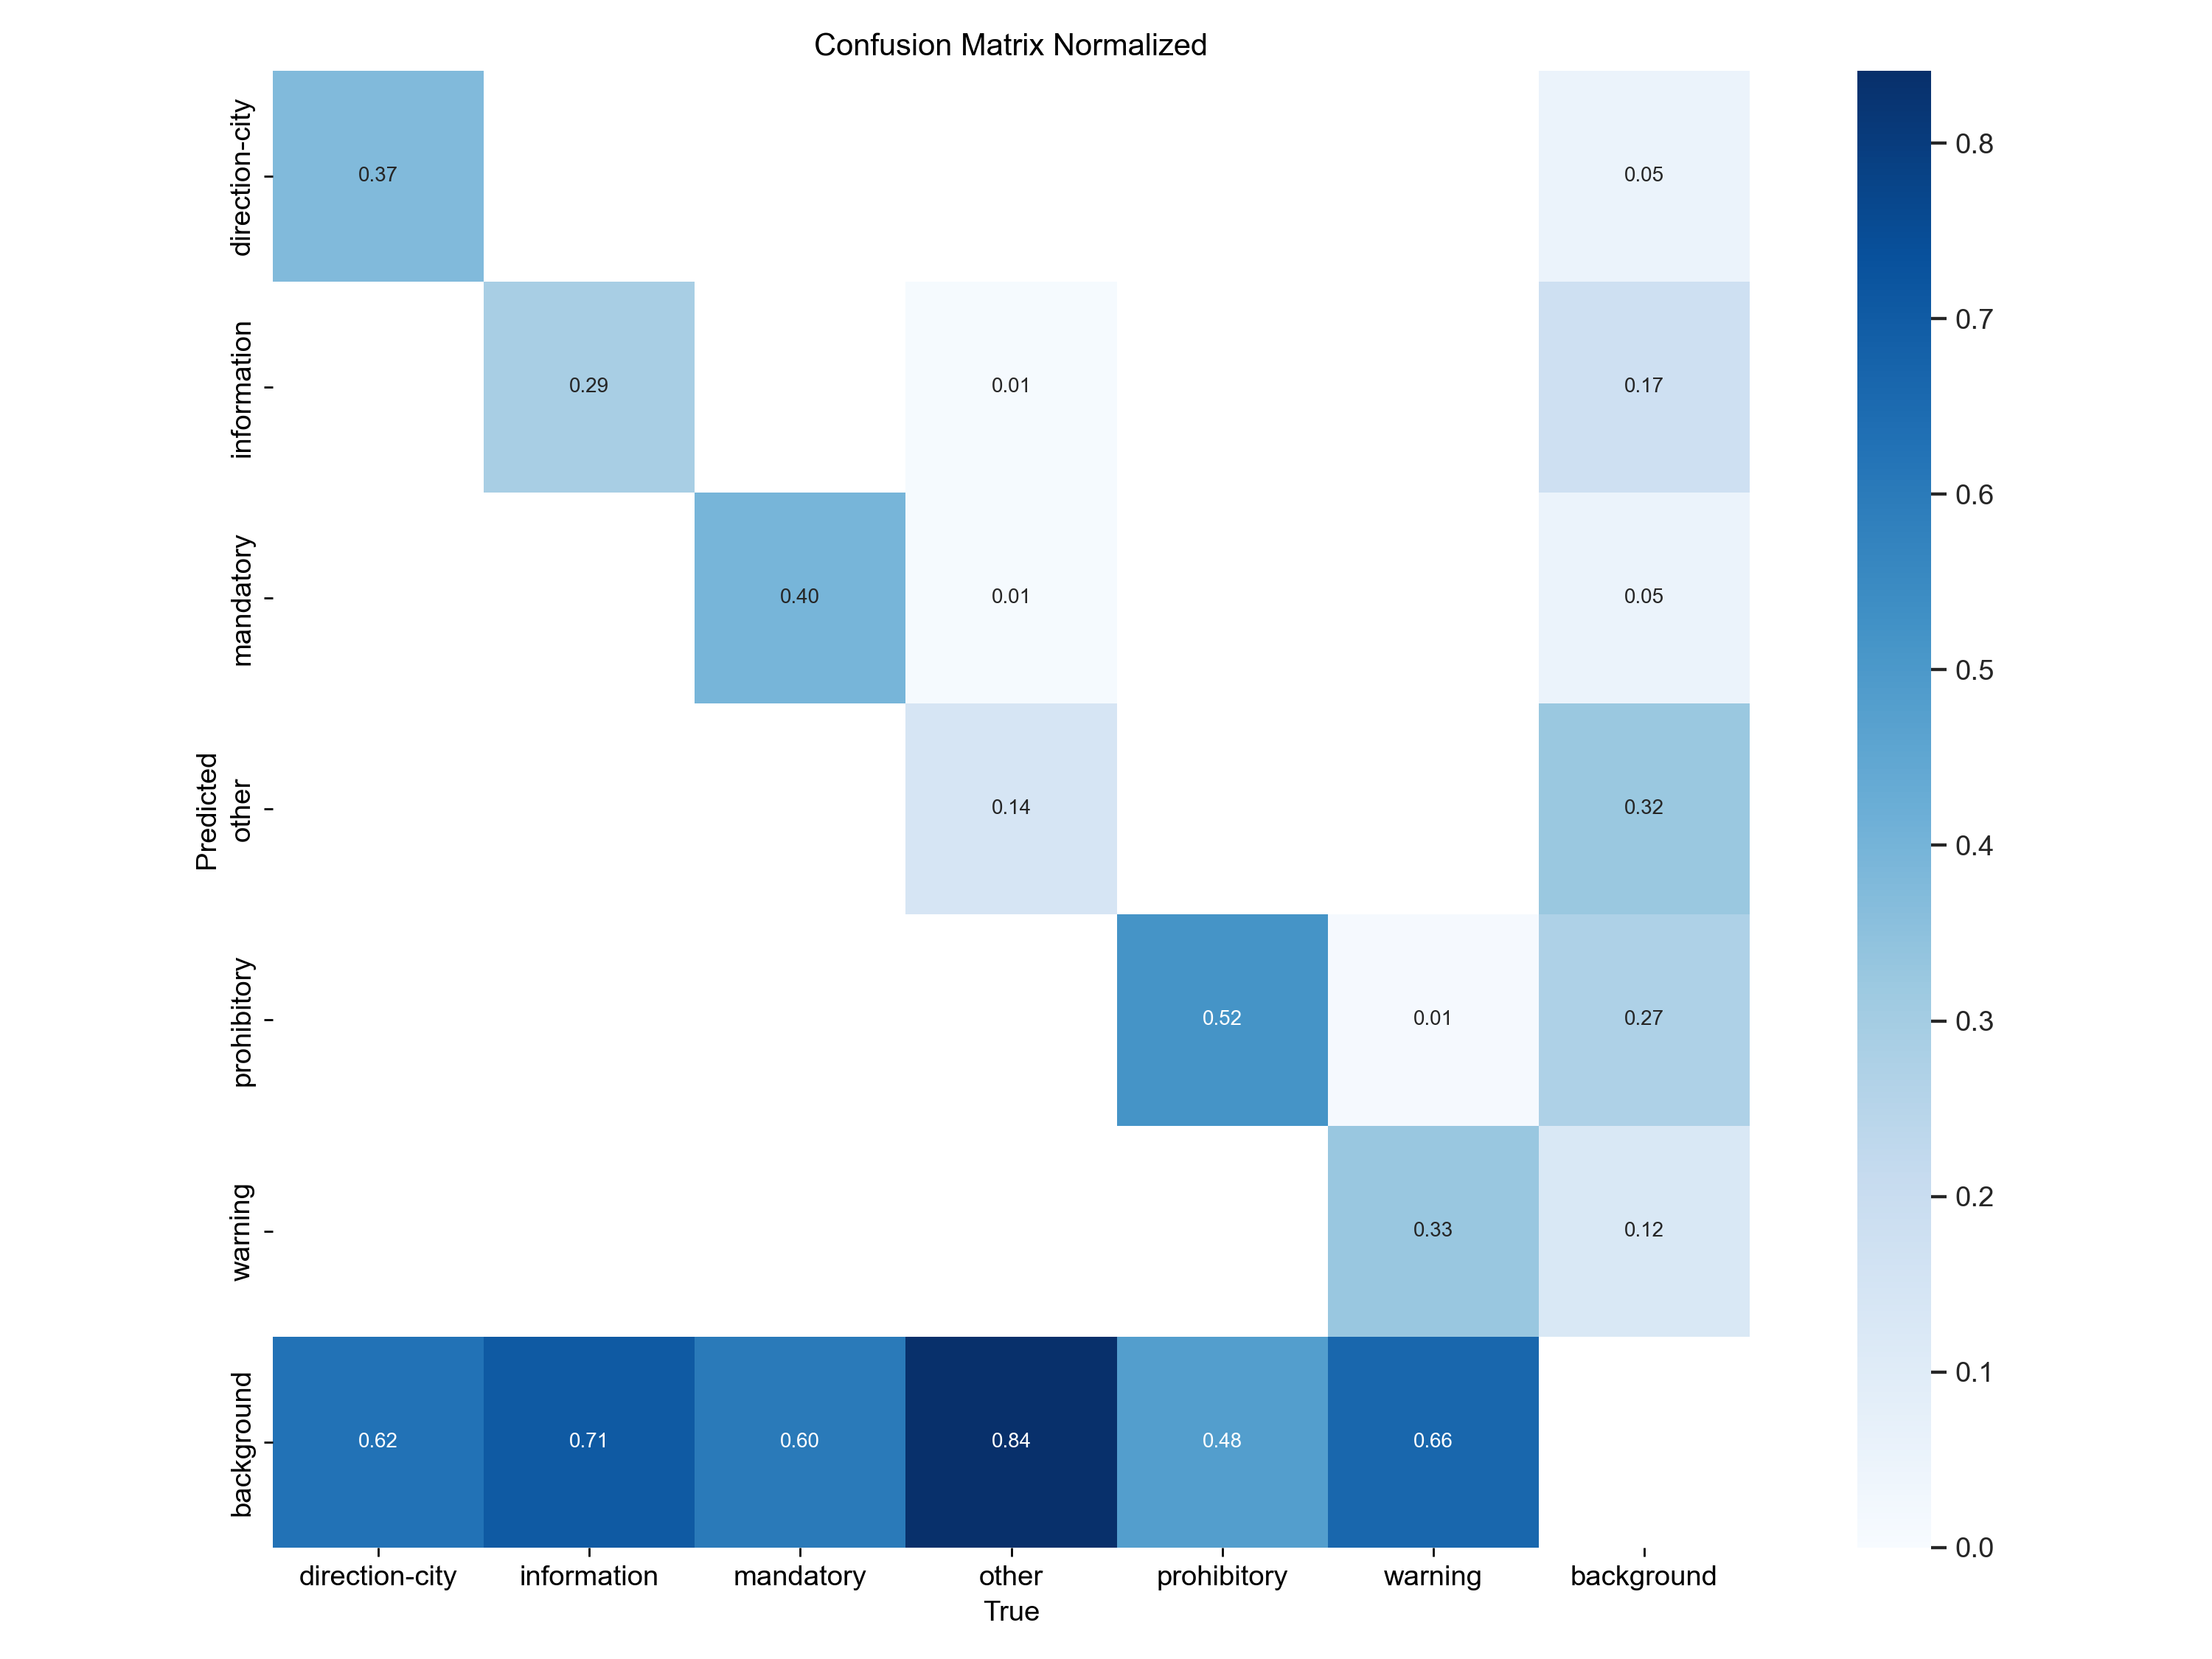 Confusion Matrix Normalized
direction-city
0.37
0.05
0.8
information
0.29
0.01
0.17
0.7
mandatory
0.40
0.01
0.05
0.6
0.5
Predicted
other
0.14
0.32
0.4
prohibitory
0.52
0.01
0.27
0.3
warning
0.33
0.12
0.2
background
0.62
0.71
0.60
0.84
0.48
0.66
0.1
0.0
direction-city
information
mandatory
other
prohibitory
warning
background
True